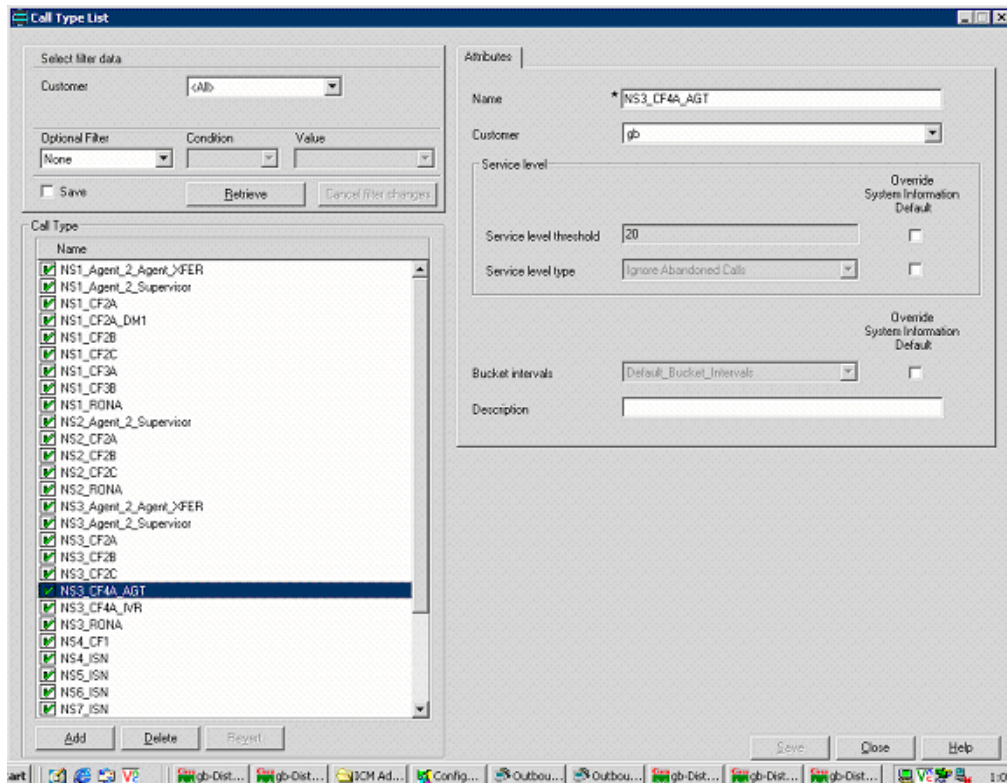 Call Type List
Select filter data
Customer
<All>
Optional Filter
Condition
Value
None
Save
Retrieve
Cancel filter changes
Call Type
Name
NS1_Agent_2_Agent_XFER
NS1_Agent_2_Supervisor
NS1_CF2A
NS1_CF2A_DM1
NS1_CF2B
NS1_CF2C
NS1_CF3A
NS1_CF3B
NS1_RONA
NS2_Agent_2_Supervisor
NS2_CF2A
NS2_CF2B
NS2_CF2C
NS2_RONA
NS3_Agent_2_Agent_XFER
NS3_Agent_2_Supervisor
NS3_CF2A
NS3_CF2B
NS3_CF2C
NS3_CF4A_AGT
NS3_CF4A_IVR
NS3_RONA
NS4_CF1
NS4_ISN
NS5_ISN
NS6_ISN
NS7_ISN
Add
Delete
Revert
Attributes
Name
* NS3_CF4A_AGT
Customer
gb
Service level
Override
System Information
Default
Service level threshold
20
Service level type
Ignore Abandoned Calls
Override
System Information
Default
Bucket intervals
Default_Bucket_Intervals
Description
Save
Close
Help
art
gb-Dist...
gb-Dist...
ICM Ad...
Config...
Outbou...
Outbou...
gb-Dist...
gb-Dist...
gb-Dist...